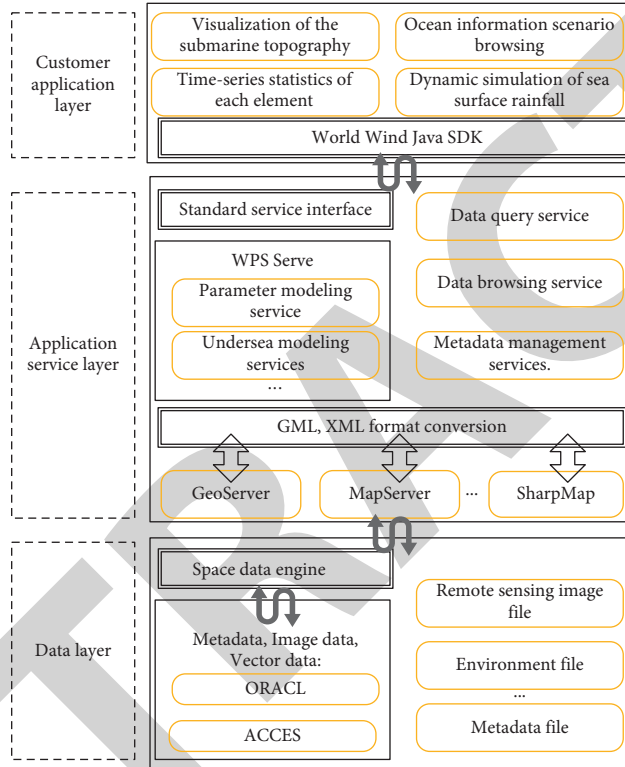 Customer
application
layer
Visualization of the
submarine topography
Ocean information scenario
browsing
Time-series statistics of
each element
Dynamic simulation of sea
surface rainfall
World Wind Java SDK
Application
service layer
Standard service interface
Data query service
WPS Serve
Parameter modeling
service
Undersea modeling
services
...
Data browsing service
Metadata management
services.
GML, XML format conversion
GeoServer
MapServer
...
SharpMap
Data layer
Space data engine
Metadata, Image data,
Vector data:
ORACL
ACCES
Remote sensing image
file
Environment file
...
Metadata file
TRACT